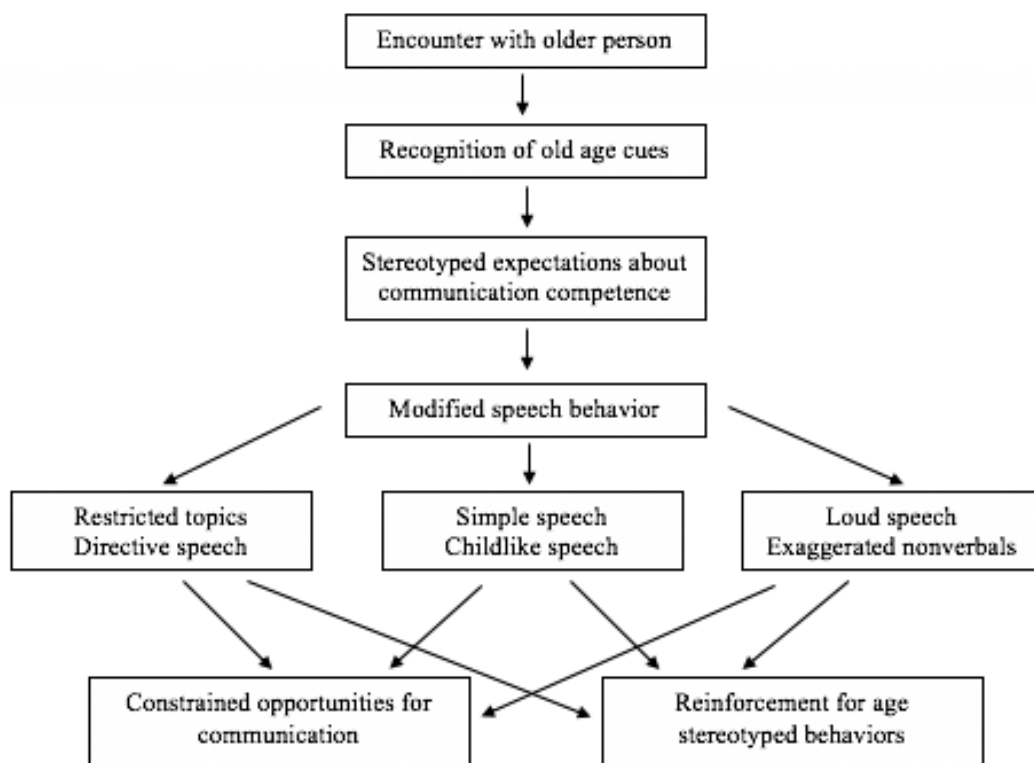 Encounter with older person
Recognition of old age cues
Stereotyped expectations about
communication competence
Modified speech behavior
Restricted topics
Directive speech
Simple speech
Childlike speech
Loud speech
Exaggerated nonverbals
Constrained opportunities for
communication
Reinforcement for age
stereotyped behaviors